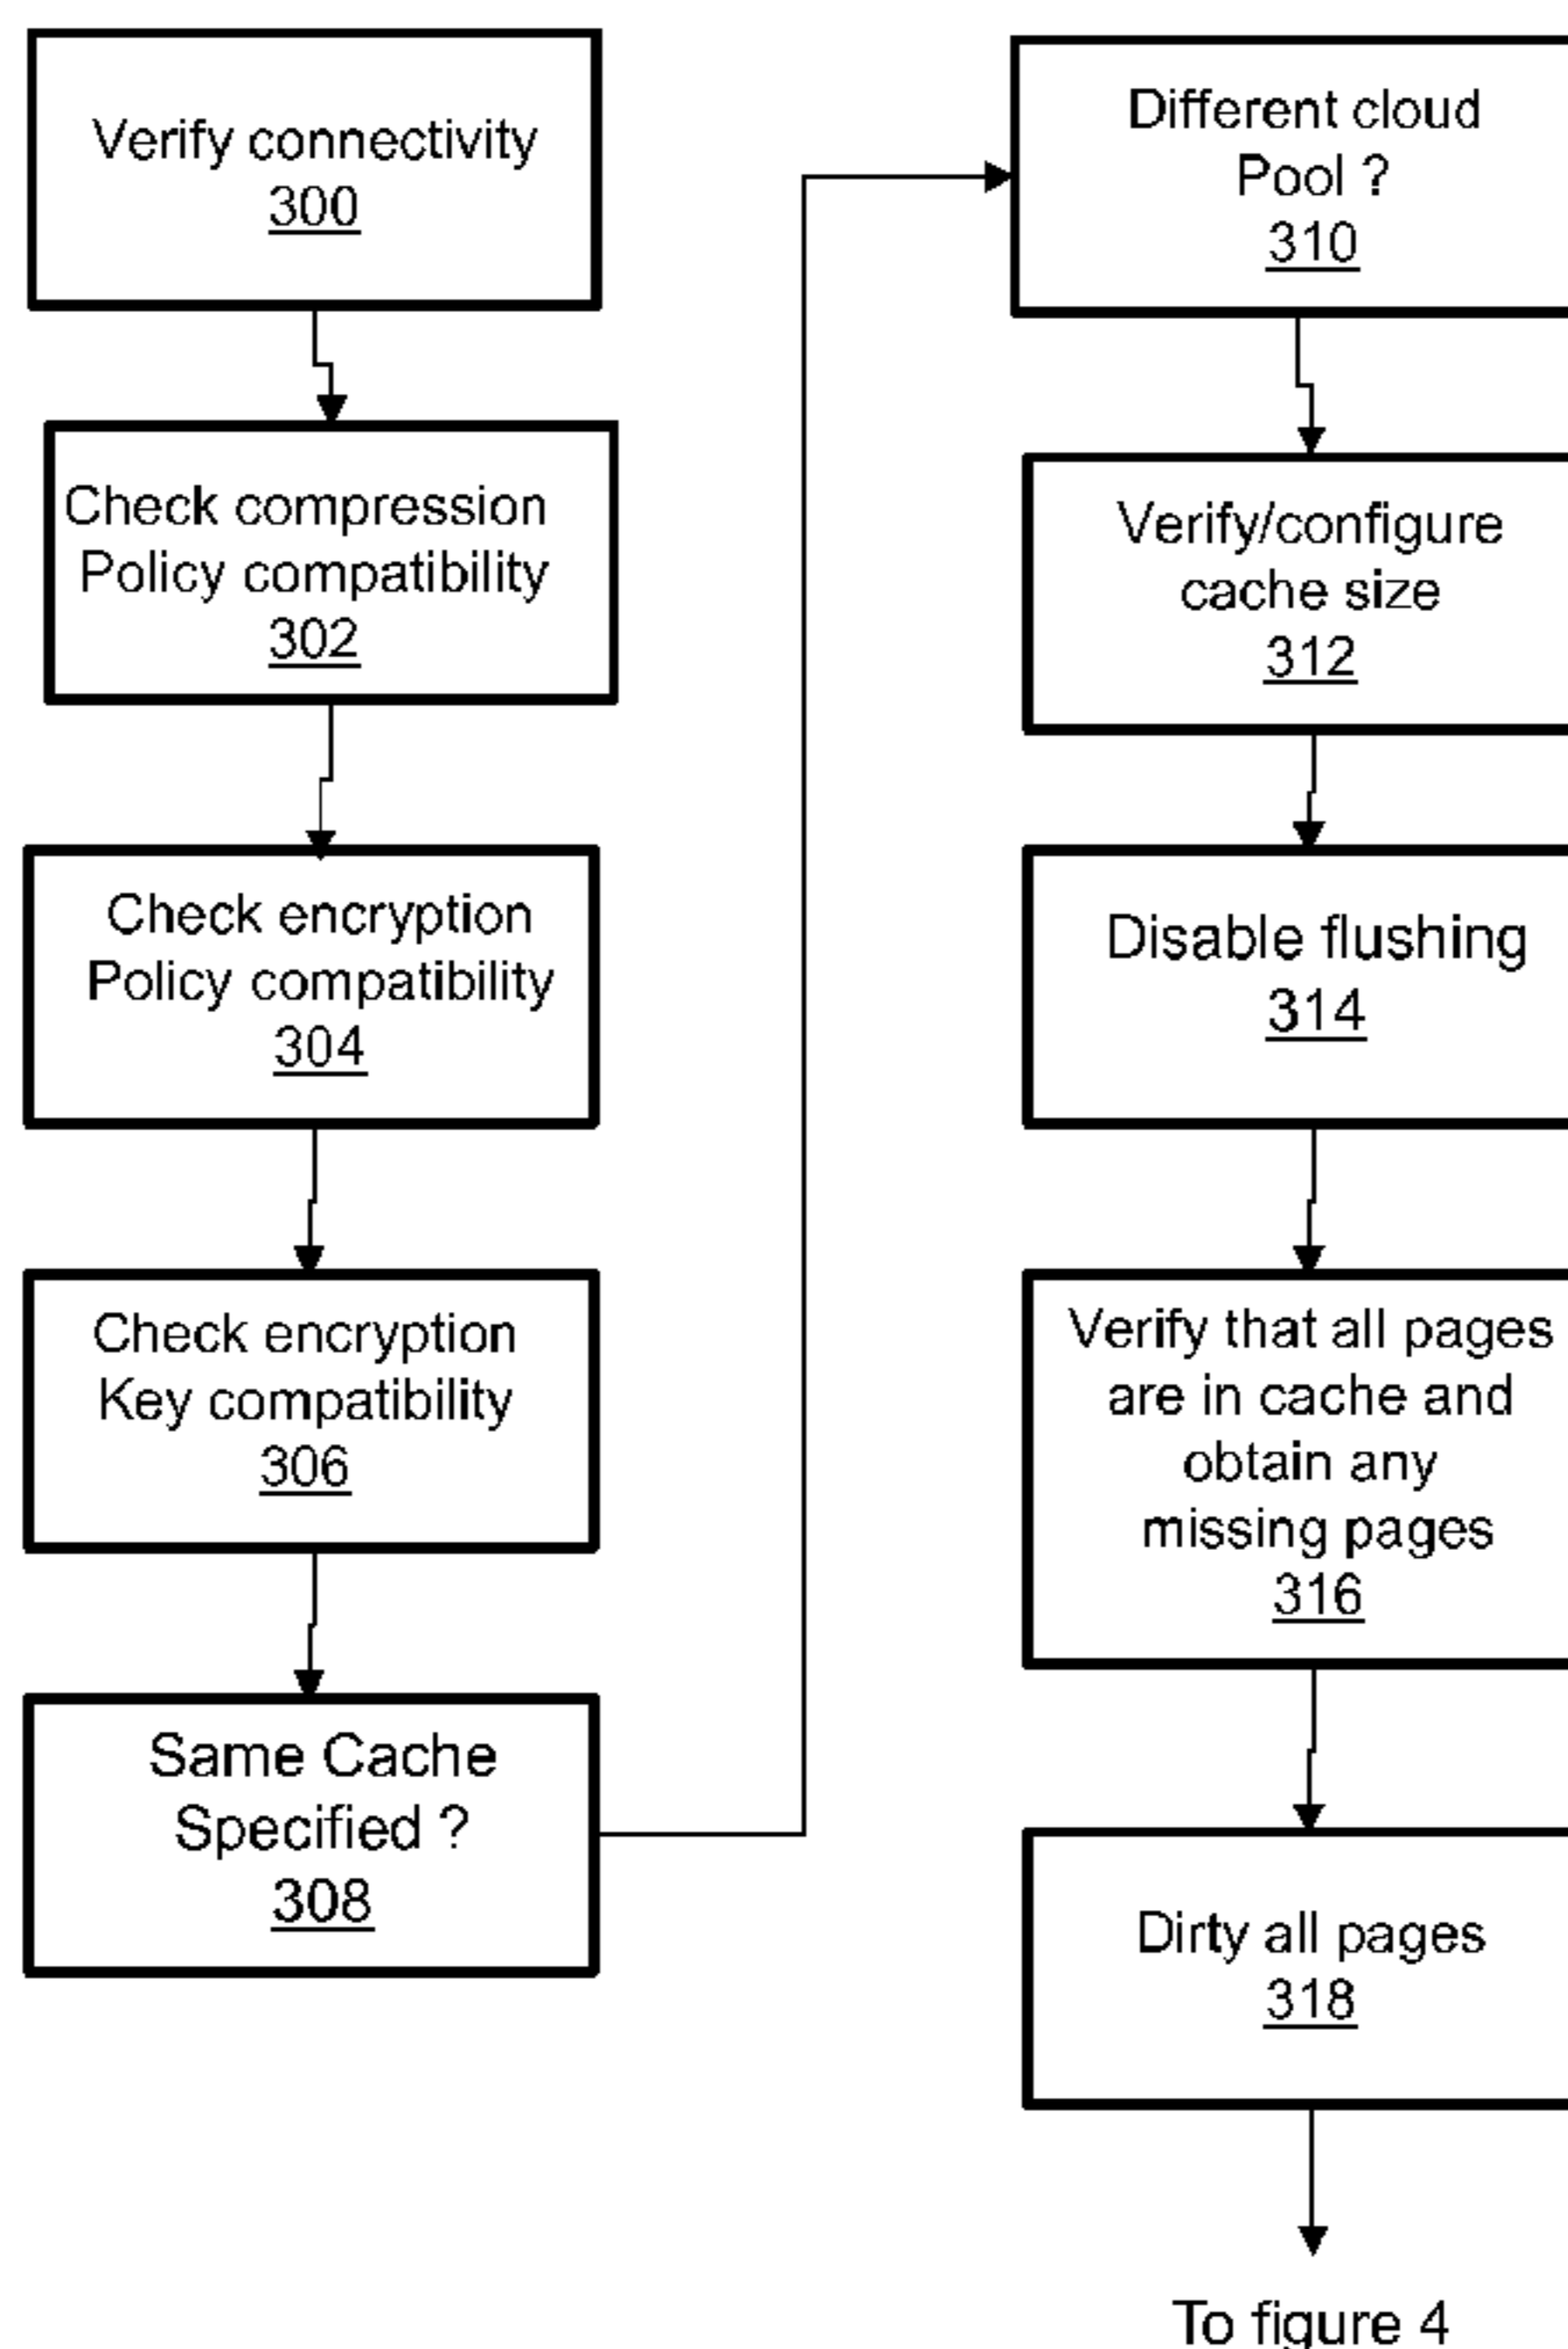 Verify connectivity
300
Check compression
Policy compatibility
302
Check encryption
Policy compatibility
304
Check encryption
Key compatibility
306
Same Cache
Specified ?
308
Different cloud
Pool ?
310
Verify/configure
cache size
312
Disable flushing
314
Verify that all pages
are in cache and
obtain any
missing pages
316
Dirty all pages
318
To figure 4